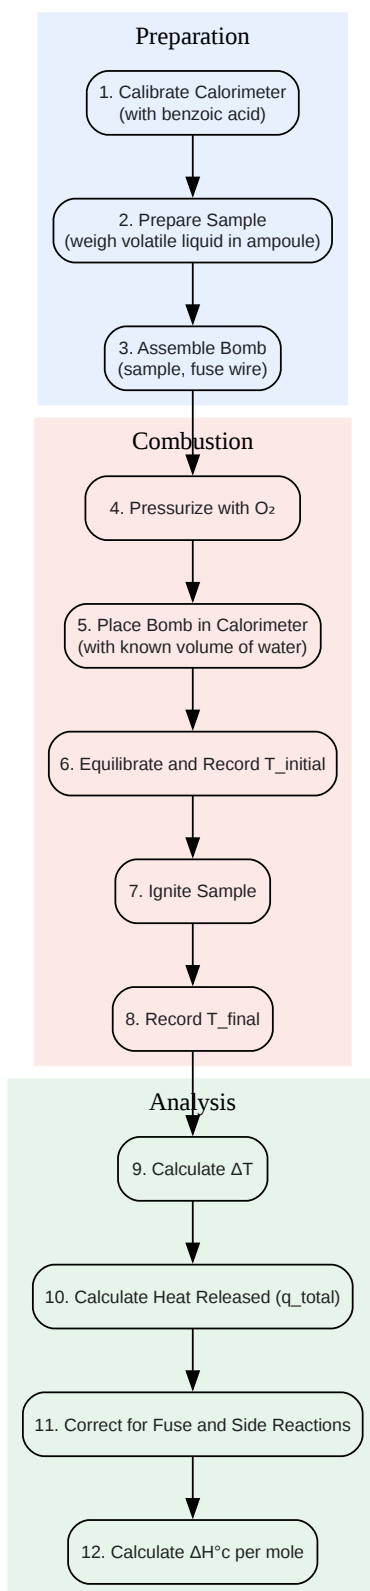 Preparation
1. Calibrate Calorimeter
(with benzoic acid)
2. Prepare Sample
(weigh volatile liquid in ampoule)
3. Assemble Bomb
(sample, fuse wire)
Combustion
4. Pressurize with O₂
5. Place Bomb in Calorimeter
(with known volume of water)
6. Equilibrate and Record T_initial
7. Ignite Sample
8. Record T_final
Analysis
9. Calculate ΔT
10. Calculate Heat Released (q_total)
11. Correct for Fuse and Side Reactions
12. Calculate ΔH°c per mole